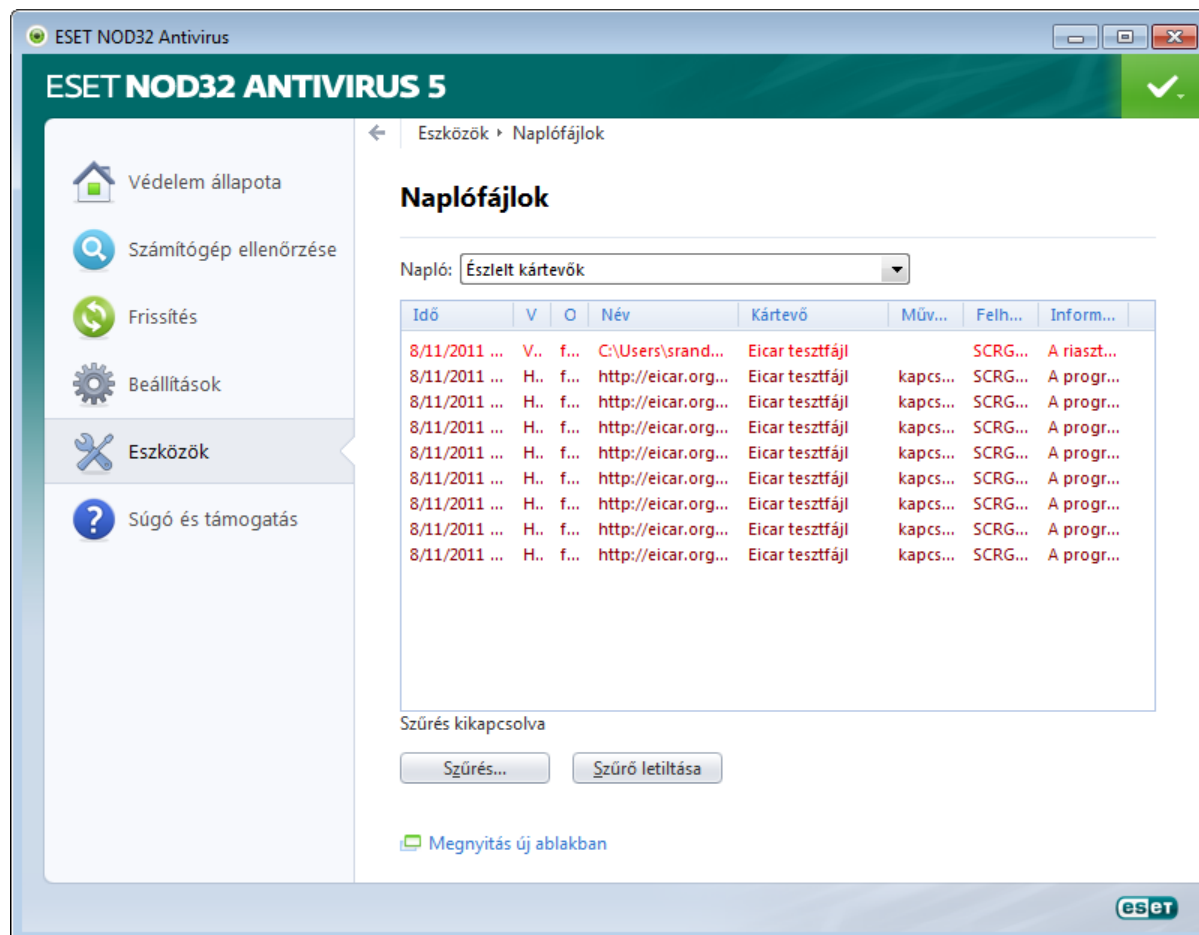 ESET NOD32 Antivirus
ESET NOD32 ANTIVIRUS 5
Eszközök Naplófájlok
Védelem állapota
Számítógép ellenőrzése
Frissítés
Beállítások
Eszközök
Súgó és támogatás
Naplófájlok
Napló: Észlelt kártevők
Idő V O Név Kártevő Műv... Felh... Inform...
8/11/2011 ... V.. f... C:\Users\srand... Eicar tesztfájl SCRG... A riaszt...
8/11/2011 ... H.. f... http://eicar.org... Eicar tesztfájl kapcs... SCRG... A progr...
8/11/2011 ... H.. f... http://eicar.org... Eicar tesztfájl kapcs... SCRG... A progr...
8/11/2011 ... H.. f... http://eicar.org... Eicar tesztfájl kapcs... SCRG... A progr...
8/11/2011 ... H.. f... http://eicar.org... Eicar tesztfájl kapcs... SCRG... A progr...
8/11/2011 ... H.. f... http://eicar.org... Eicar tesztfájl kapcs... SCRG... A progr...
8/11/2011 ... H.. f... http://eicar.org... Eicar tesztfájl kapcs... SCRG... A progr...
8/11/2011 ... H.. f... http://eicar.org... Eicar tesztfájl kapcs... SCRG... A progr...
8/11/2011 ... H.. f... http://eicar.org... Eicar tesztfájl kapcs... SCRG... A progr...
Szűrés kikapcsolva
Szűrés... Szűrő letiltása
Megnyitás új ablakban
eseT